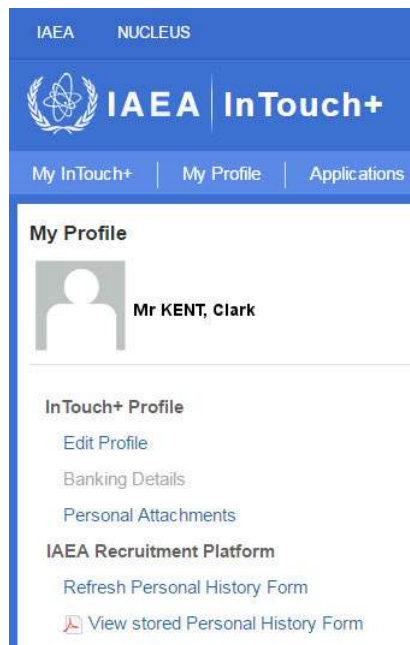 IAEA NUCLEUS
IAEA InTouch+
My InTouch+ My Profile Applications
My Profile
Mr KENT, Clark
InTouch+ Profile
Edit Profile
Banking Details
Personal Attachments
IAEA Recruitment Platform
Refresh Personal History Form
View stored Personal History Form